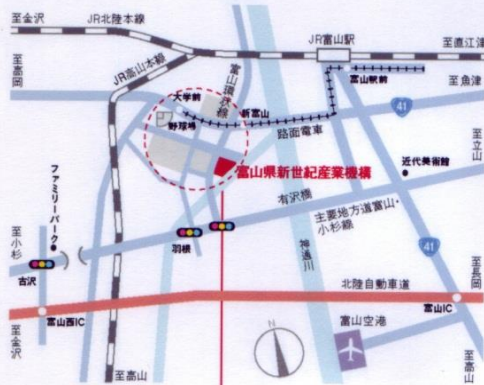 至金沢
JR北陸本線
JR富山駅
至直江津
至高岡
JR高山本線
富山環状線
富山駅前
至魚津
大学前
野球場
新富山
路面電車
41
至立山
近代美術館
富山県新世紀産業機構
ファミリーパーク
有沢橋
主要地方道富山・
小杉線
至小杉
羽根
古沢
神通川
41
北陸自動車道
至長岡
富山西IC
富山IC
至金沢
N
富山空港
至高山
至高山